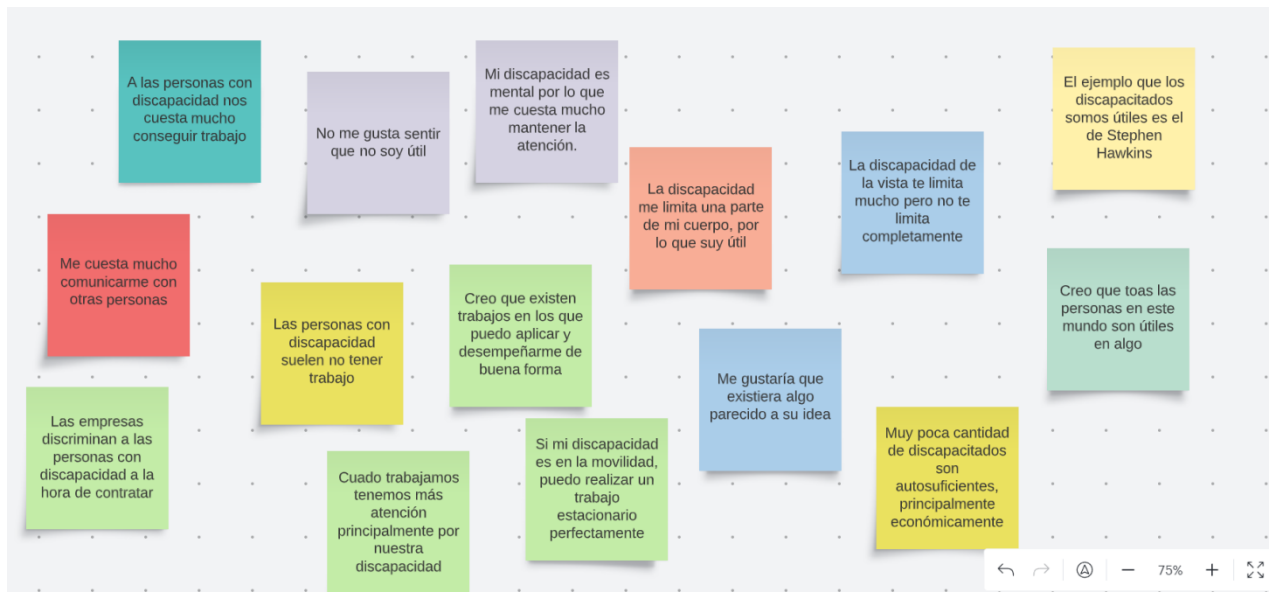 A las personas con
discapacidad nos
cuesta mucho
conseguir trabajo
No me gusta sentir
que no soy útil
Mi discapacidad es
mental por lo que
me cuesta mucho
mantener la
atención.
El ejemplo que los
discapacitados
somos útiles es el
de Stephen
Hawkins
La discapacidad
me limita una parte
de mi cuerpo, por
lo que suy útil
La discapacidad de
la vista te limita
mucho pero no te
limita
completamente
Me cuesta mucho
comunicarme con
otras personas
Las personas con
discapacidad
suelen no tener
trabajo
Creo que existen
trabajos en los que
puedo aplicar y
desempeñarme de
buena forma
Creo que toas las
personas en este
mundo son útiles
en algo
Me gustaría que
existiera algo
parecido a su idea
Las empresas
discriminan a las
personas con
discapacidad a la
hora de contratar
Cuado trabajamos
tenemos más
atención
principalmente por
nuestra
discapacidad
Si mi discapacidad
es en la movilidad,
puedo realizar un
trabajo
estacionario
perfectamente
Muy poca cantidad
de discapacitados
son
autosuficientes,
principalmente
económicamente
75%